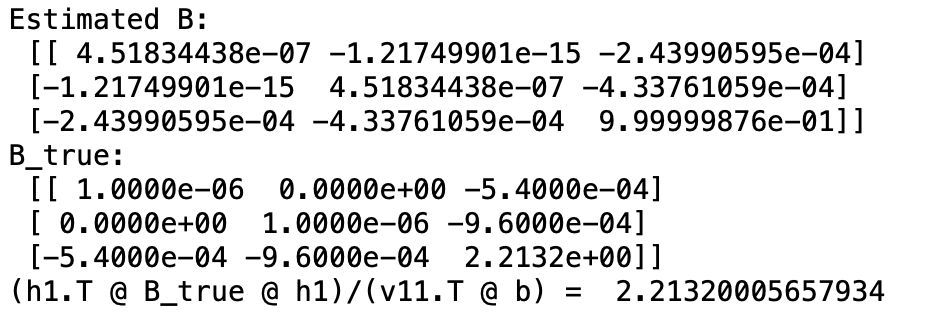 Estimated B:
[[ 4.51834438e-07 -1.21749901e-15 -2.43990595e-04]
[-1.21749901e-15  4.51834438e-07 -4.33761059e-04]
[-2.43990595e-04 -4.33761059e-04  9.99999876e-01]]
B_true:
[[ 1.0000e-06  0.0000e+00 -5.4000e-04]
[ 0.0000e+00  1.0000e-06 -9.6000e-04]
[-5.4000e-04 -9.6000e-04  2.2132e+00]]
(h1.T @ B_true @ h1)/(v11.T @ b) =  2.21320005657934